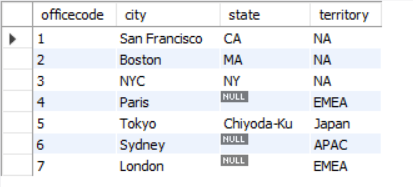 officecode city state territory
1 San Francisco CA NA
2 Boston MA NA
3 NYC NY NA
4 Paris NULL EMEA
5 Tokyo Chiyoda-Ku Japan
6 Sydney NULL APAC
7 London NULL EMEA